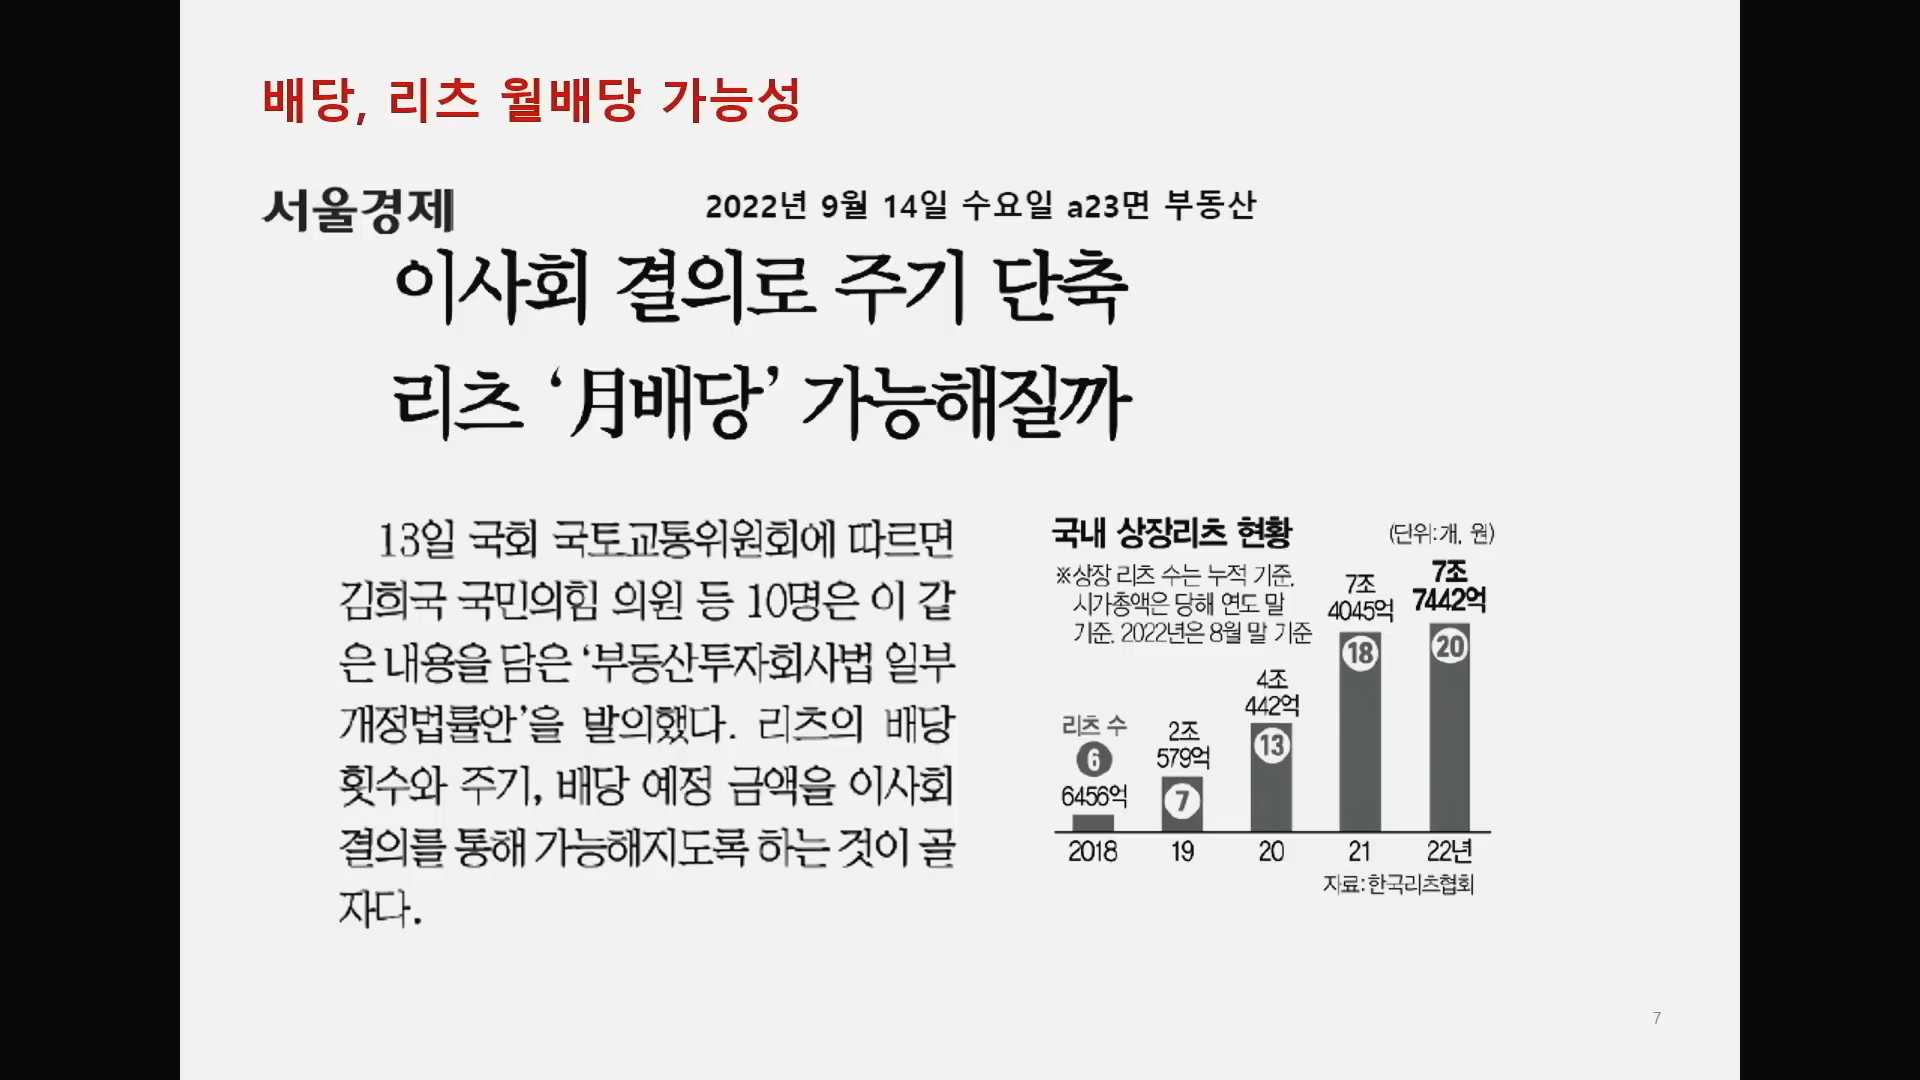 배당, 리츠 월배당 가능성
서울경제
2022년 9월 14일 수요일 a23면 부동산
이사회 결의로 주기 단축
리츠 ‘月배당’ 가능해질까
13일 국회 국토교통위원회에 따르면
김희국 국민의힘 의원 등 10명은 이 같
은 내용을 담은 ‘부동산투자회사법 일부
개정법률안’을 발의했다. 리츠의 배당
횟수와 주기, 배당 예정 금액을 이사회
결의를 통해 가능해지도록 하는 것이 골
자다.
국내 상장리츠 현황
(단위:개, 원)
※상장 리츠 수는 누적 기준.
시가총액은 당해 연도 말
기준. 2022년은 8월 말 기준
리츠 수
6
6456억
2조
579억
7
4조
442억
13
7조
4045억
18
7조
7442억
20
2018 19 20 21 22년
자료:한국리츠협회
7